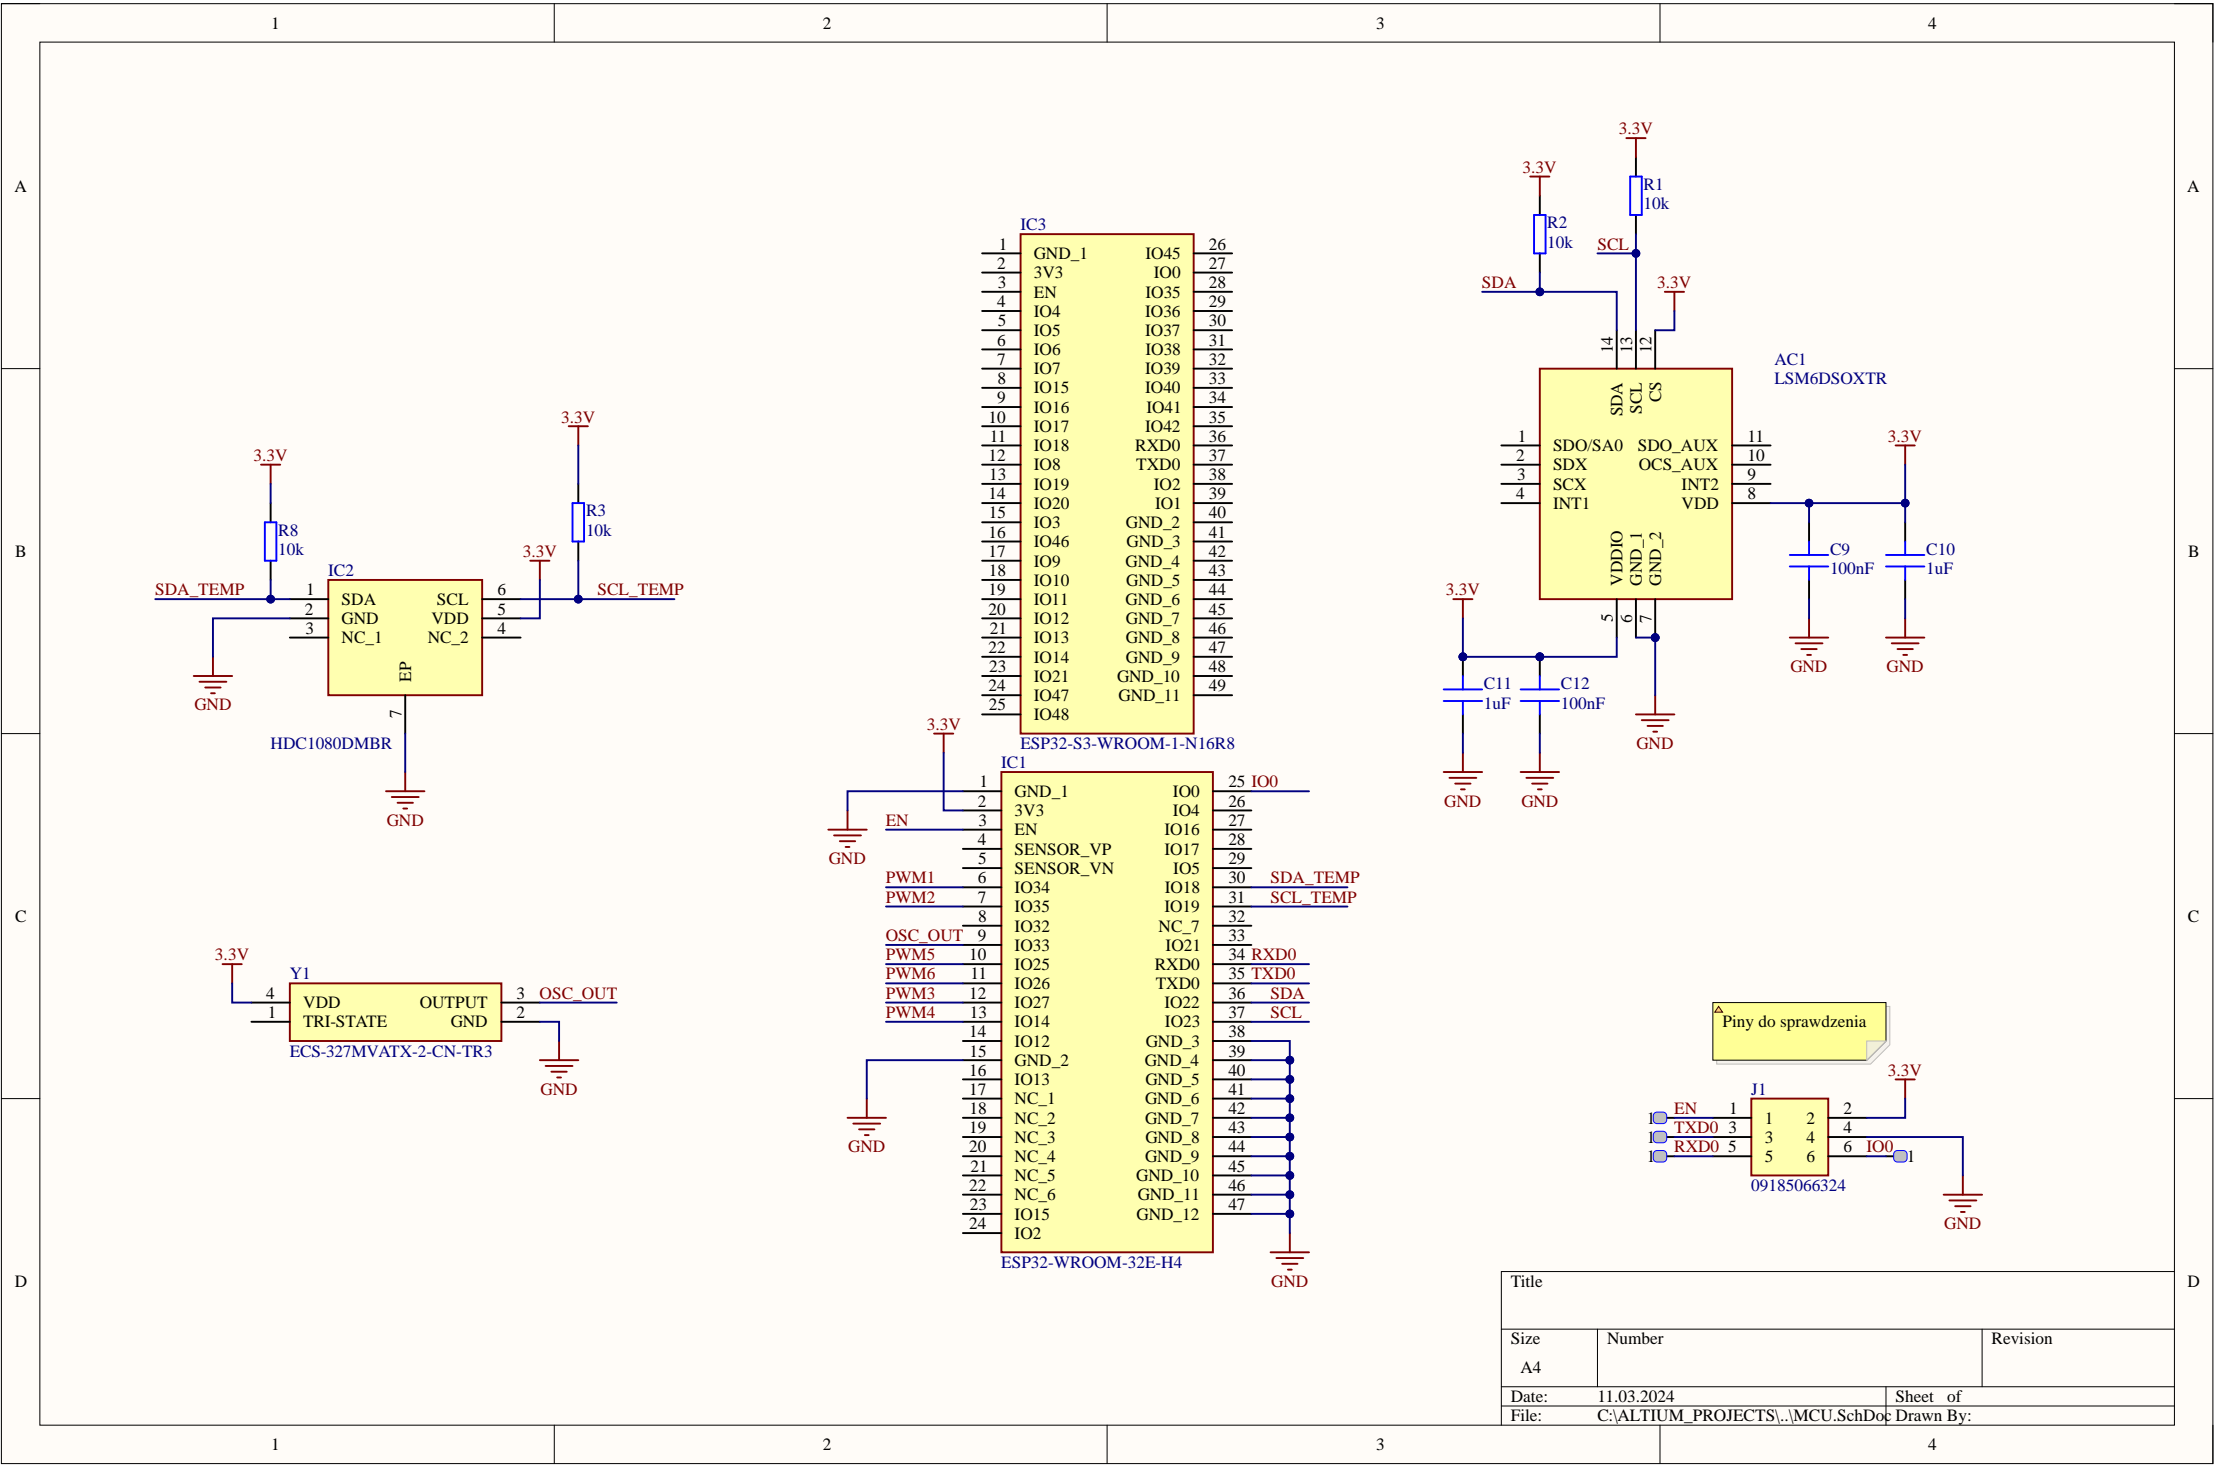 1 2 3 4
A A
B B
C C
D D
1 2 3 4
3.3V
R8
10k
3.3V
R3
10k
3.3V
SDA_TEMP
SCL_TEMP
IC2
1 SDA
2 GND
3 NC_1
SCL 6
VDD 5
NC_2 4
EP
7
HDC1080DMBR
GND
GND
3.3V
Y1
4 VDD
1 TRI-STATE
OUTPUT 3 OSC_OUT
GND 2
ECS-327MVATX-2-CN-TR3
GND
IC3
1 GND_1 IO45 26
2 3V3 IO0 27
3 EN IO35 28
4 IO4 IO36 29
5 IO5 IO37 30
6 IO6 IO38 31
7 IO7 IO39 32
8 IO15 IO40 33
9 IO16 IO41 34
10 IO17 IO42 35
11 IO18 RXD0 36
12 IO8 TXD0 37
13 IO19 IO2 38
14 IO20 IO1 39
15 IO3 GND_2 40
16 IO46 GND_3 41
17 IO9 GND_4 42
18 IO10 GND_5 43
19 IO11 GND_6 44
20 IO12 GND_7 45
21 IO13 GND_8 46
22 IO14 GND_9 47
23 IO21 GND_10 48
24 IO47 GND_11 49
25 IO48
ESP32-S3-WROOM-1-N16R8
3.3V
GND
IC1
1 GND_1 IO0 25 IO0
2 3V3 IO4 26
EN 3 EN IO16 27
4 SENSOR_VP IO17 28
5 SENSOR_VN IO5 29
PWM1 6 IO34 IO18 30 SDA_TEMP
PWM2 7 IO35 IO19 31 SCL_TEMP
8 IO32 NC_7 32
OSC_OUT 9 IO33 IO21 33
PWM5 10 IO25 RXD0 34 RXD0
PWM6 11 IO26 TXD0 35 TXD0
PWM3 12 IO27 IO22 36 SDA
PWM4 13 IO14 IO23 37 SCL
14 IO12 GND_3 38
15 GND_2 GND_4 39
16 IO13 GND_5 40
17 NC_1 GND_6 41
18 NC_2 GND_7 42
19 NC_3 GND_8 43
20 NC_4 GND_9 44
21 NC_5 GND_10 45
22 NC_6 GND_11 46
23 IO15 GND_12 47
24 IO2
ESP32-WROOM-32E-H4
GND
GND
3.3V
R1
10k
3.3V
R2
10k
SCL
SDA
3.3V
14 13 12
SDA SCL CS
AC1
LSM6DSOXTR
1 SDO/SA0 SDO_AUX 11
2 SDX OCS_AUX 10
3 SCX INT2 9
4 INT1 VDD 8
VDDIO GND_1 GND_2
5 6 7
3.3V
C9
100nF
C10
1uF
GND
GND
3.3V
C11
1uF
C12
100nF
GND
GND
GND
Piny do sprawdzenia
3.3V
J1
1 EN 1 1 2 2
1 TXD0 3 3 4 4
1 RXD0 5 5 6 6 IO0 1
09185066324
GND
Title
Size Number Revision
A4
Date: 11.03.2024 Sheet of
File: C:\ALTIUM_PROJECTS\..\MCU.SchDoc Drawn By: